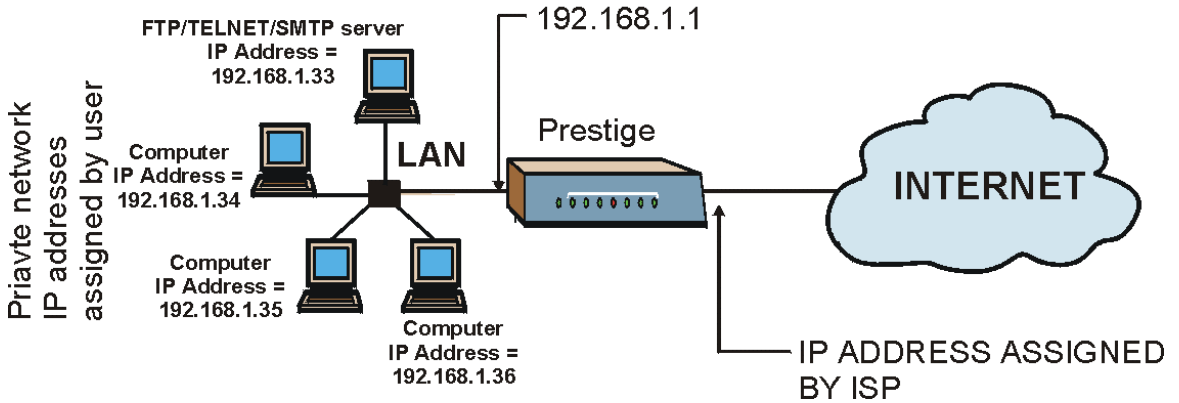 Priavte network
IP addresses
assigned by user
FTP/TELNET/SMTP server
IP Address =
192.168.1.33
Computer
IP Address =
192.168.1.34
Computer
IP Address =
192.168.1.35
Computer
IP Address =
192.168.1.36
LAN
192.168.1.1
Prestige
INTERNET
IP ADDRESS ASSIGNED
BY ISP